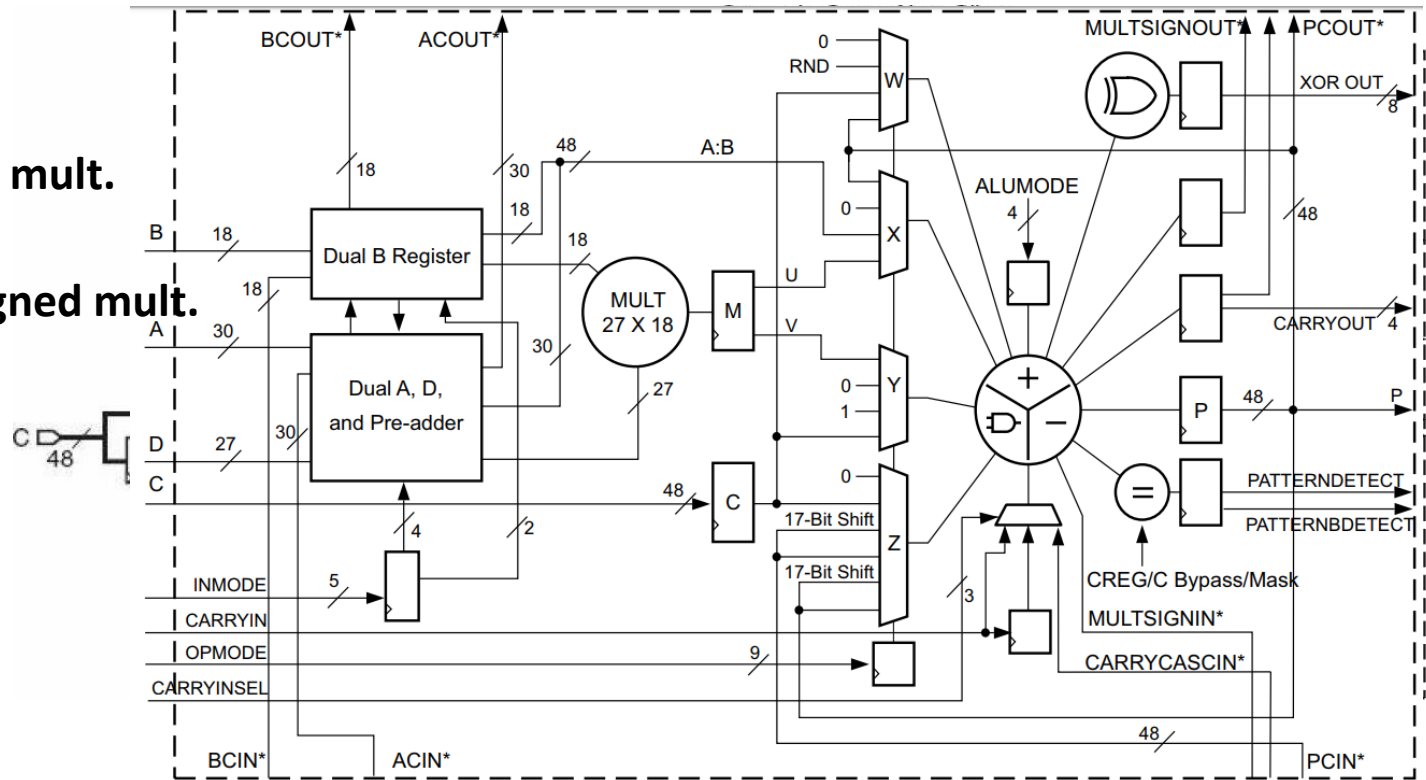 BCOUT*
ACOUT*
MULTSIGNOUT*
PCOUT*
0
RND
W
XOR OUT
8
mult.
18
30
48
A:B
ALUMODE
4
48
B
18
Dual B Register
18
18
0
X
gned mult.
18
MULT
27 X 18
M
U
V
A
30
30
Dual A, D,
and Pre-adder
27
Y
0
1
+
−
CARRYOUT
4
P
48
P
C
48
D
27
30
C
48
C
0
17-Bit Shift
Z
17-Bit Shift
=
PATTERNDETECT
PATTERNBDETECT
4
2
INMODE
5
3
CREG/C Bypass/Mask
CARRYIN
MULTSIGNIN*
OPMODE
9
CARRYCASCIN*
CARRYINSEL
48
BCIN*
ACIN*
PCIN*